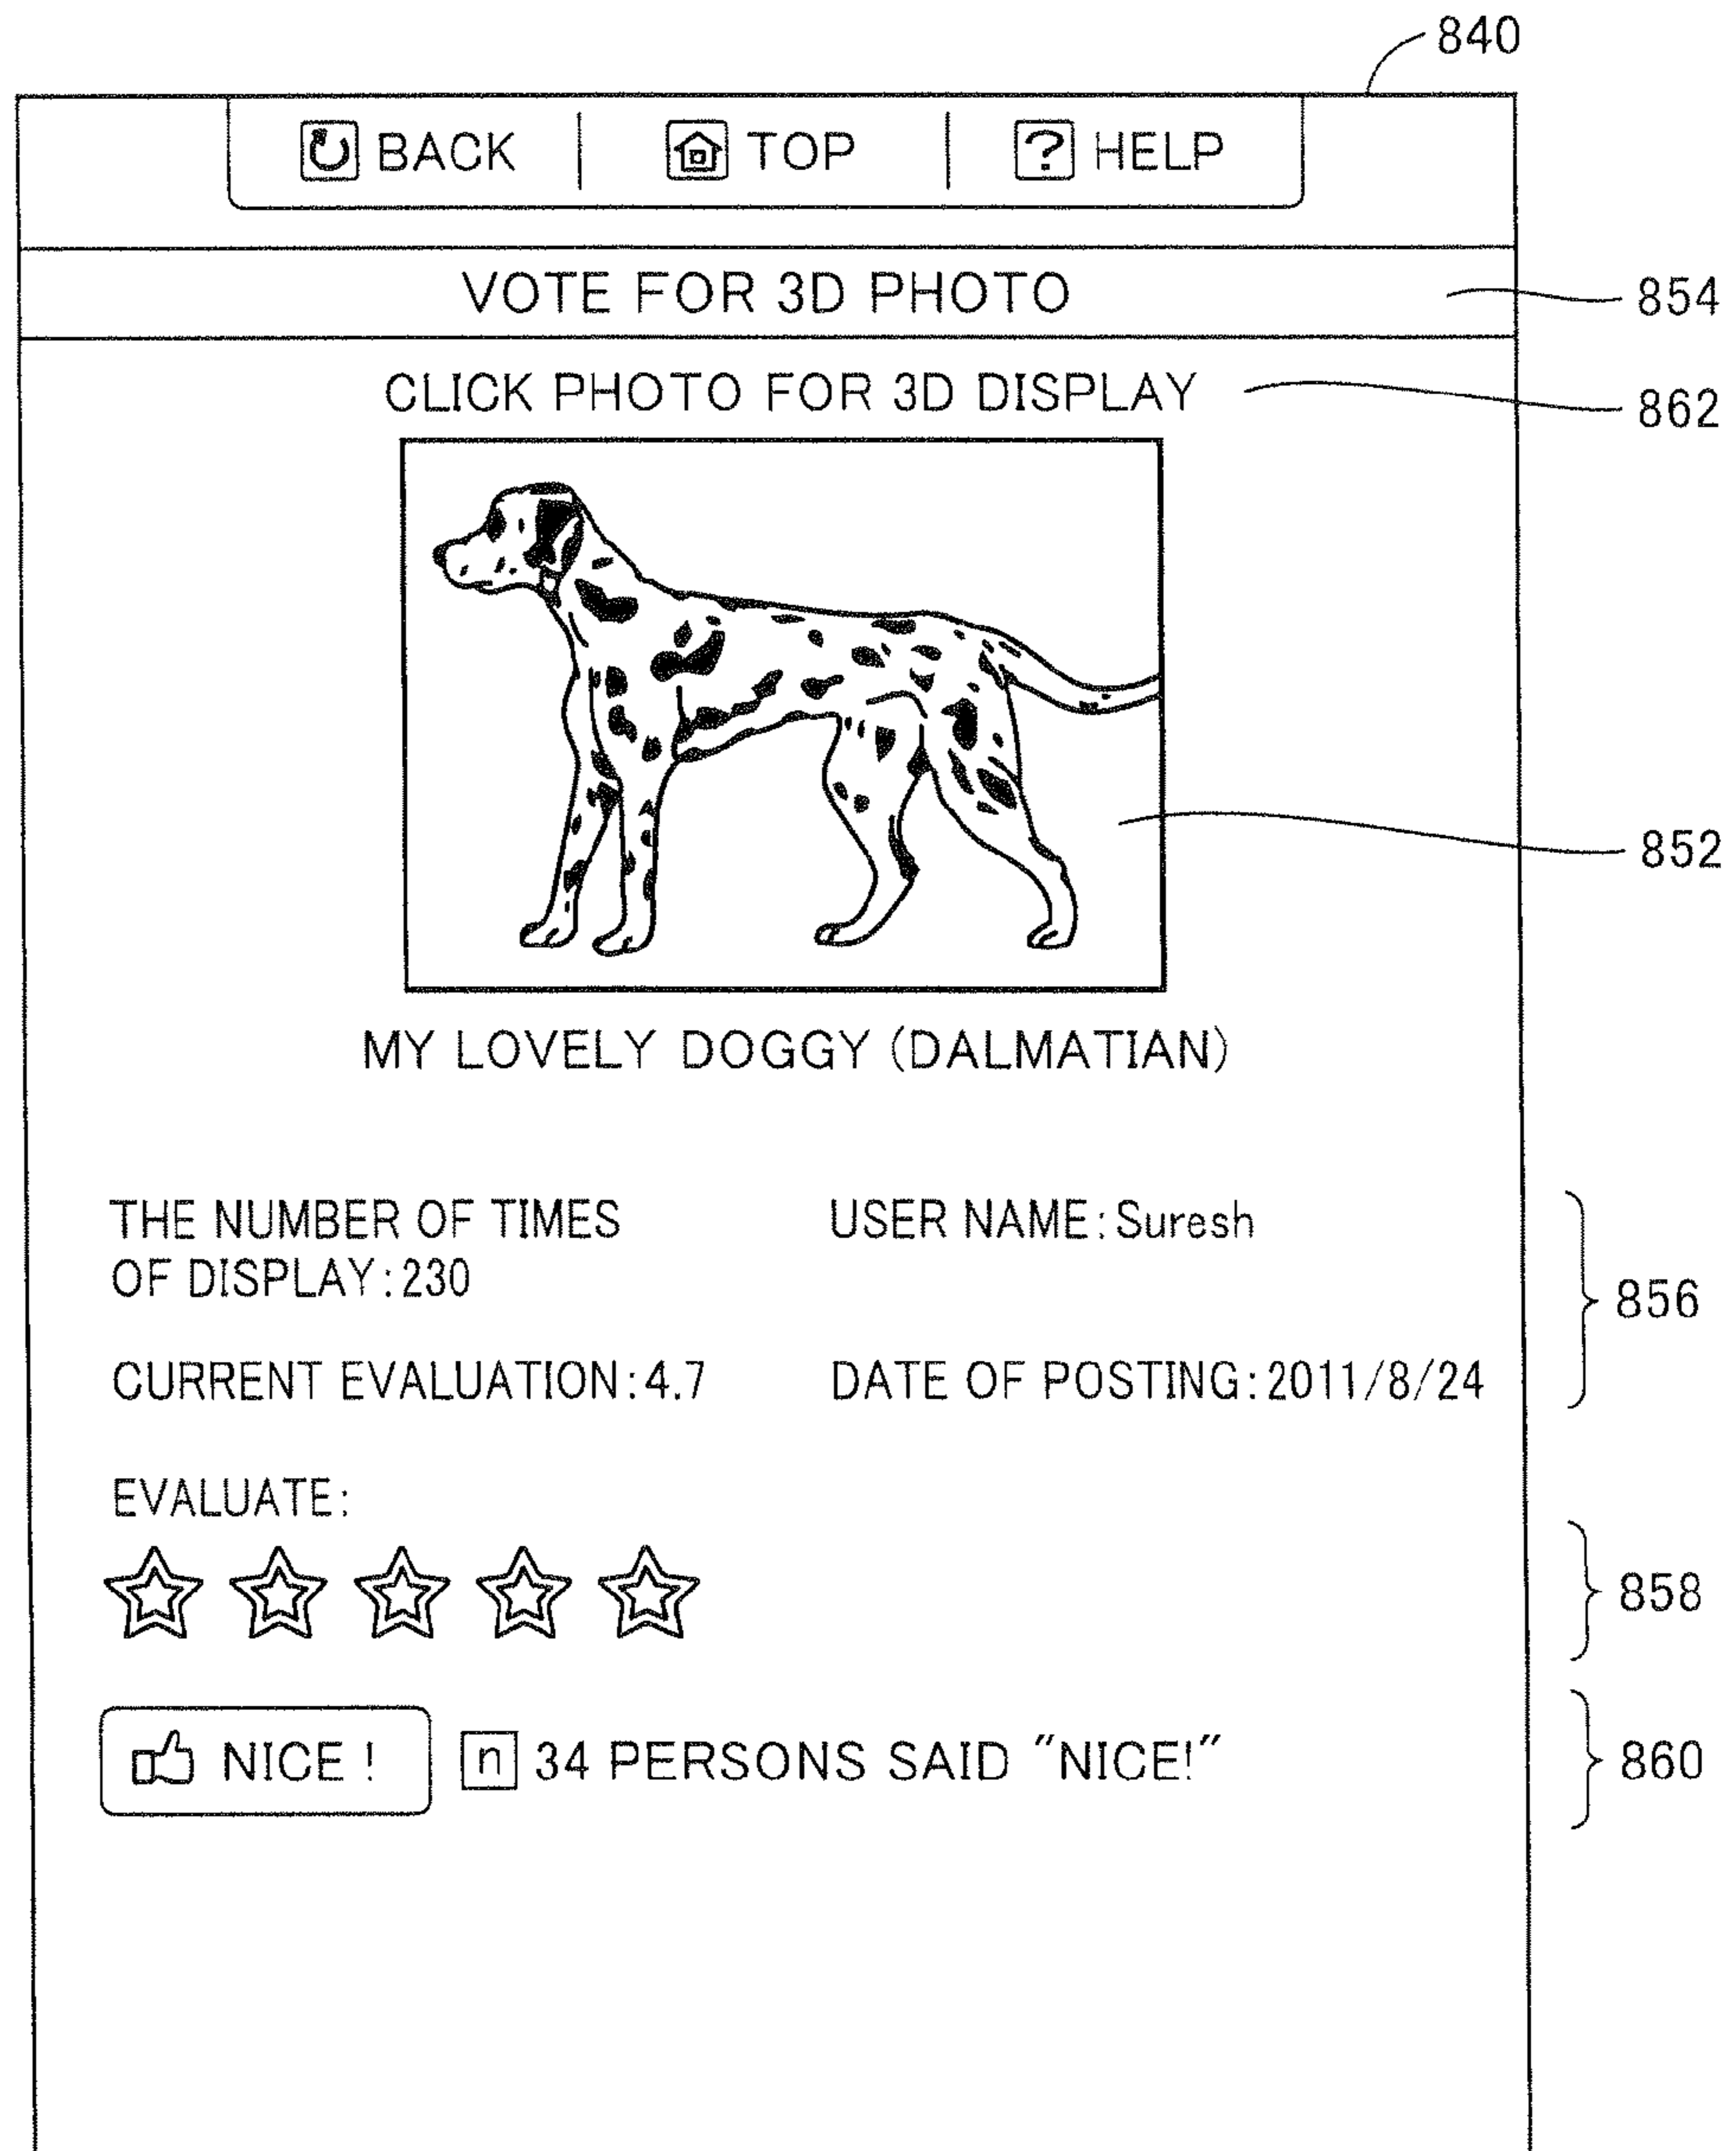 840
BACK | TOP | ? HELP
VOTE FOR 3D PHOTO 854
CLICK PHOTO FOR 3D DISPLAY 862
852
MY LOVELY DOGGY (DALMATIAN)
THE NUMBER OF TIMES USER NAME:Suresh
OF DISPLAY:230
856
CURRENT EVALUATION:4.7 DATE OF POSTING:2011/8/24
EVALUATE:
858
NICE ! n 34 PERSONS SAID "NICE!" 860